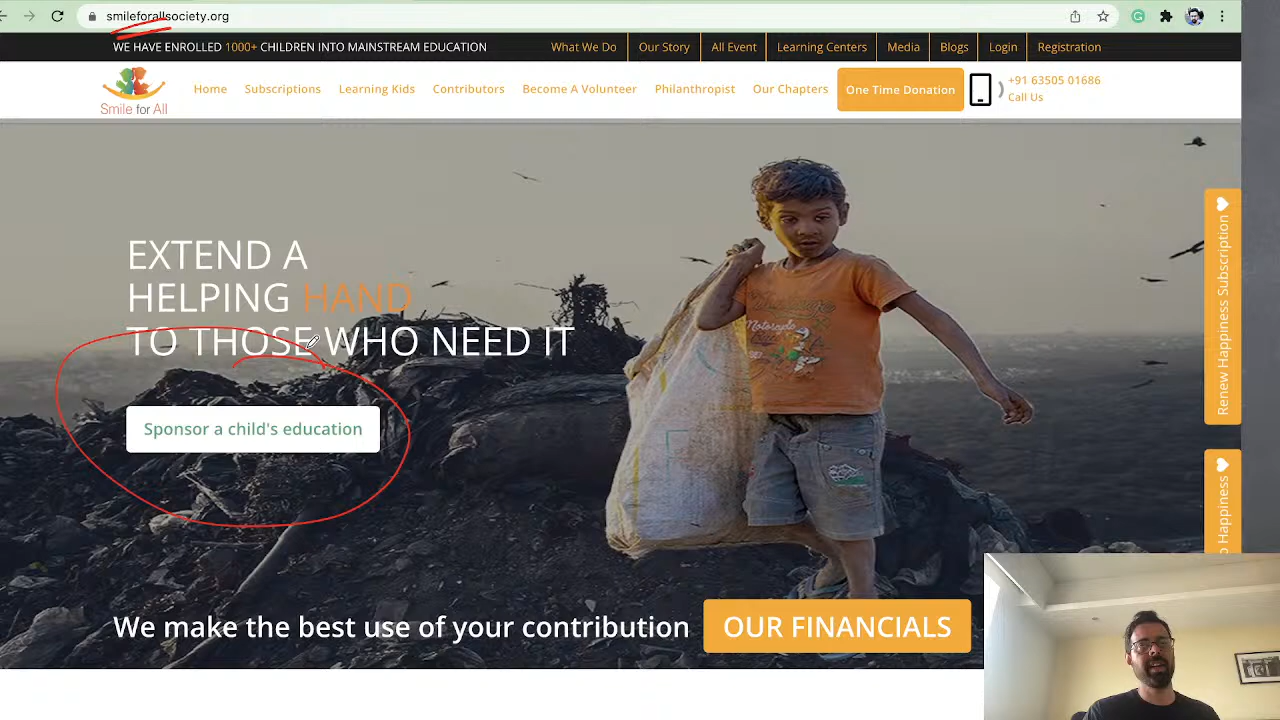 smileforallsociety.org
WE HAVE ENROLLED 1000+ CHILDREN INTO MAINSTREAM EDUCATION
What We Do
Our Story
All Event
Learning Centers
Media
Blogs
Login
Registration
Smile for All
Home
Subscriptions
Learning Kids
Contributors
Become A Volunteer
Philanthropist
Our Chapters
One Time Donation
+91 63505 01686
Call Us
EXTEND A
HELPING HAND
TO THOSE WHO NEED IT
Sponsor a child's education
Renew Happiness Subscription
Happiness
We make the best use of your contribution
OUR FINANCIALS